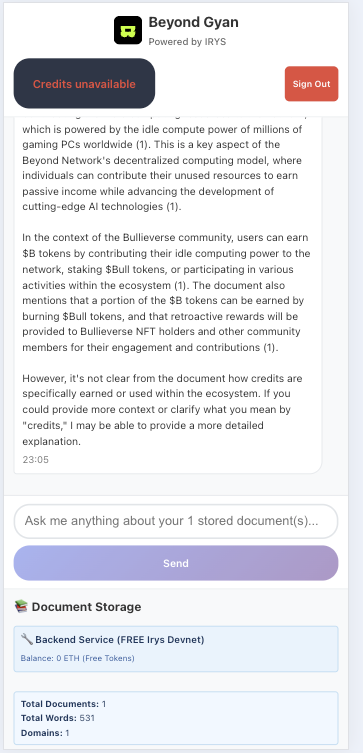 Beyond Gyan
Powered by IRYS
Credits unavailable
Sign Out
which is powered by the idle compute power of millions of
gaming PCs worldwide (1). This is a key aspect of the
Beyond Network's decentralized computing model, where
individuals can contribute their unused resources to earn
passive income while advancing the development of
cutting-edge AI technologies (1).
In the context of the Bullieverse community, users can earn
$B tokens by contributing their idle computing power to the
network, staking $Bull tokens, or participating in various
activities within the ecosystem (1). The document also
mentions that a portion of the $B tokens can be earned by
burning $Bull tokens, and that retroactive rewards will be
provided to Bullieverse NFT holders and other community
members for their engagement and contributions (1).
However, it's not clear from the document how credits are
specifically earned or used within the ecosystem. If you
could provide more context or clarify what you mean by
"credits," I may be able to provide a more detailed
explanation.
23:05
Ask me anything about your 1 stored document(s)...
Send
📚 Document Storage
🔧 Backend Service (FREE Irys Devnet)
Balance: 0 ETH (Free Tokens)
Total Documents: 1
Total Words: 531
Domains: 1